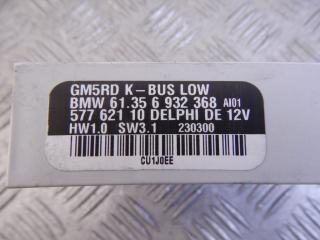 GM5RD K-BUS LOW
BMW 61.35 6 932 368 AI01
577 621 10 DELPHI DE 12V
HW1.0 SW3.1 230300
CU1J0EE